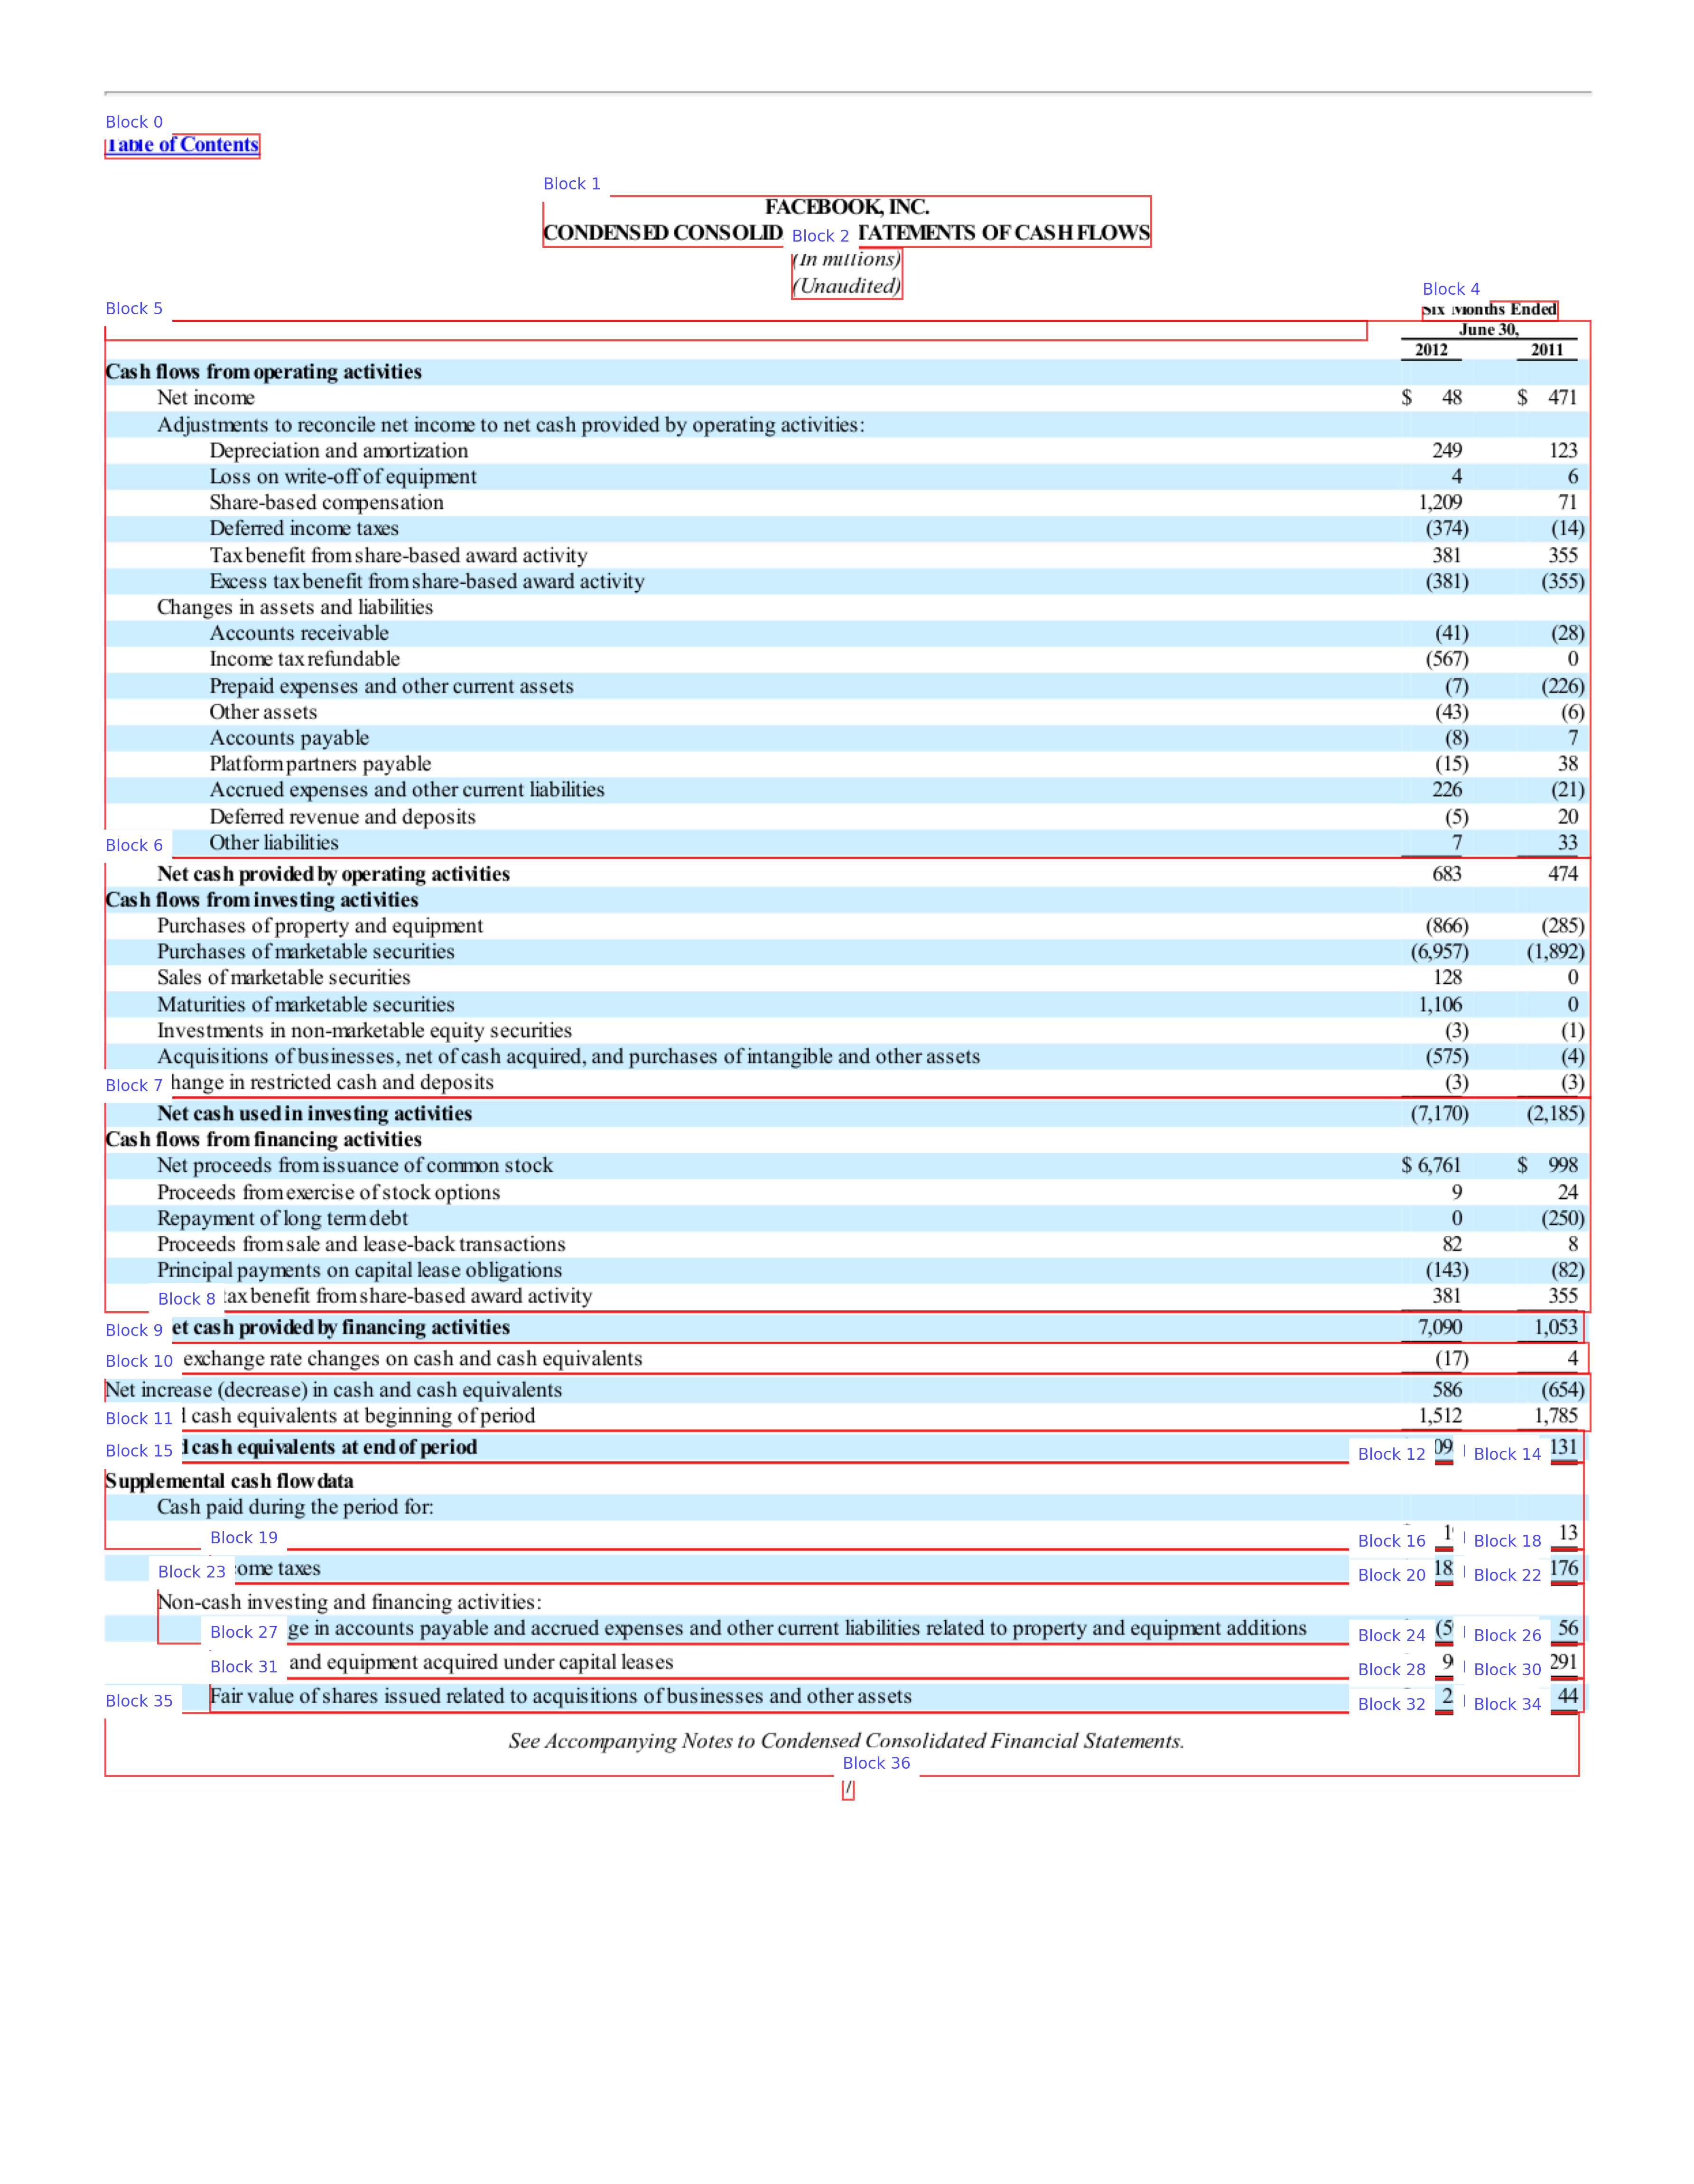 Block 0
Table of Contents
Block 1
FACEBOOK, INC.
CONDENSED CONSOLID Block 2 TATEMENTS OF CASH FLOWS
(In millions)
(Unaudited)
Block 5 Block 4
Six Months Ended
June 30,
2012 2011
Cash flows from operating activities
Net income $ 48 $ 471
Adjustments to reconcile net income to net cash provided by operating activities:
Depreciation and amortization 249 123
Loss on write-off of equipment 4 6
Share-based compensation 1,209 71
Deferred income taxes (374) (14)
Tax benefit from share-based award activity 381 355
Excess tax benefit from share-based award activity (381) (355)
Changes in assets and liabilities
Accounts receivable (41) (28)
Income tax refundable (567) 0
Prepaid expenses and other current assets (7) (226)
Other assets (43) (6)
Accounts payable (8) 7
Platform partners payable (15) 38
Accrued expenses and other current liabilities 226 (21)
Deferred revenue and deposits (5) 20
Block 6 Other liabilities 7 33
Net cash provided by operating activities 683 474
Cash flows from investing activities
Purchases of property and equipment (866) (285)
Purchases of marketable securities (6,957) (1,892)
Sales of marketable securities 128 0
Maturities of marketable securities 1,106 0
Investments in non-marketable equity securities (3) (1)
Acquisitions of businesses, net of cash acquired, and purchases of intangible and other assets (575) (4)
Block 7 hange in restricted cash and deposits (3) (3)
Net cash used in investing activities (7,170) (2,185)
Cash flows from financing activities
Net proceeds from issuance of common stock $ 6,761 $ 998
Proceeds from exercise of stock options 9 24
Repayment of long term debt 0 (250)
Proceeds from sale and lease-back transactions 82 8
Principal payments on capital lease obligations (143) (82)
Block 8 tax benefit from share-based award activity 381 355
Block 9 et cash provided by financing activities 7,090 1,053
Block 10 exchange rate changes on cash and cash equivalents (17) 4
Net increase (decrease) in cash and cash equivalents 586 (654)
Block 11 cash equivalents at beginning of period 1,512 1,785
Block 15 cash equivalents at end of period Block 12 09 Block 14 131
Supplemental cash flow data
Cash paid during the period for:
Block 19 Block 16 1 Block 18 13
Block 23 ome taxes Block 20 18 Block 22 176
Non-cash investing and financing activities:
Block 27 ge in accounts payable and accrued expenses and other current liabilities related to property and equipment additions Block 24 (5 Block 26 56
Block 31 and equipment acquired under capital leases Block 28 9 Block 30 291
Block 35 Fair value of shares issued related to acquisitions of businesses and other assets Block 32 2 Block 34 44
See Accompanying Notes to Condensed Consolidated Financial Statements.
Block 36